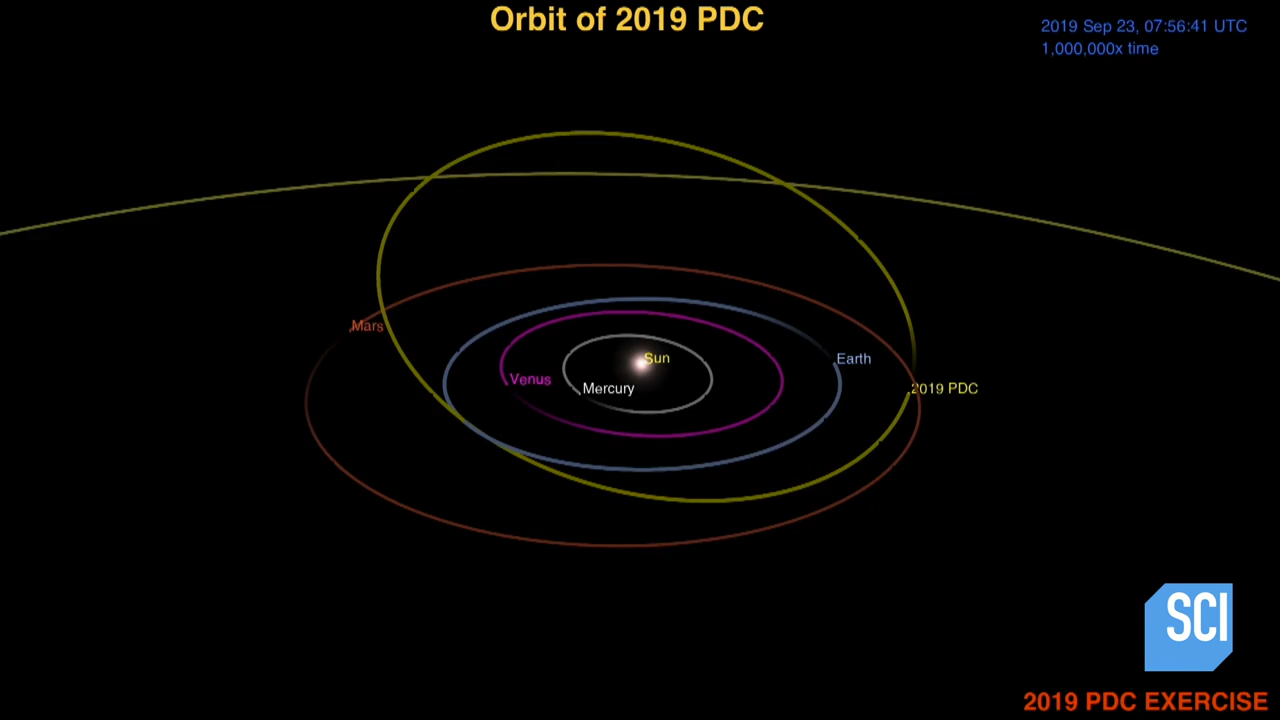 Orbit of 2019 PDC
2019 Sep 23, 07:56:41 UTC
1,000,000x time
Mars
Sun
Earth
Venus
Mercury
2019 PDC
SCI
2019 PDC EXERCISE